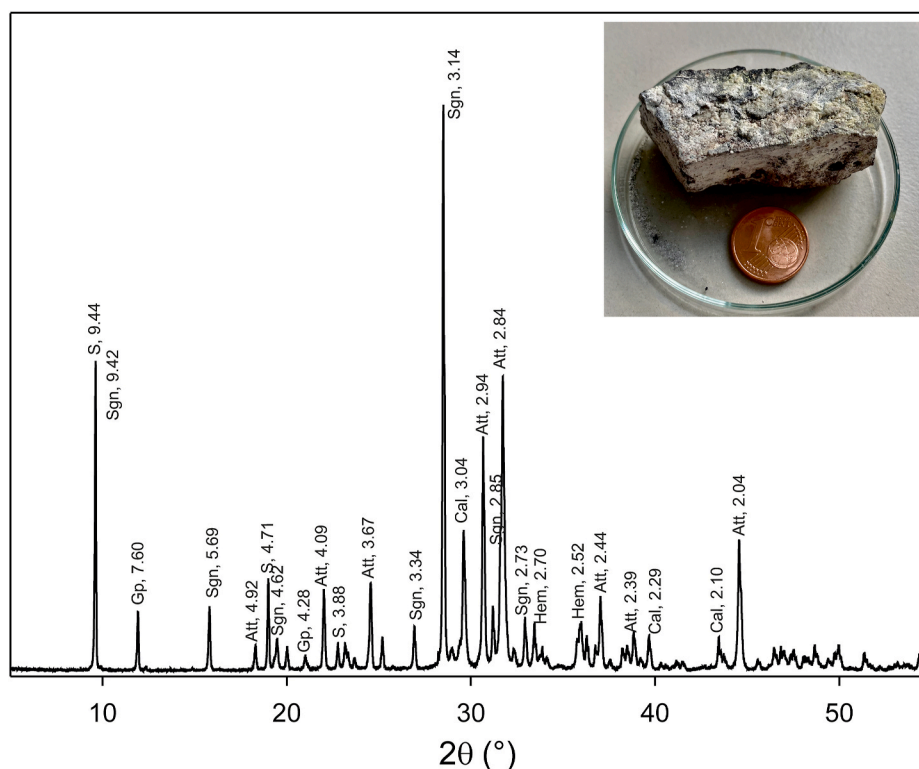 S, 9.44
Sgn, 9.42
Gp, 7.60
Sgn, 5.69
Att, 4.92
S, 4.71
Sgn, 4.62
Gp, 4.28
Att, 4.09
S, 3.88
Att, 3.67
Sgn, 3.34
Sgn, 3.14
Cal, 3.04
Att, 2.94
Sgn, 2.85
Att, 2.84
Sgn, 2.73
Hem, 2.70
Hem, 2.52
Att, 2.44
Att, 2.39
Cal, 2.29
Cal, 2.10
Att, 2.04
1
10 20 30 40 50
2θ (°)